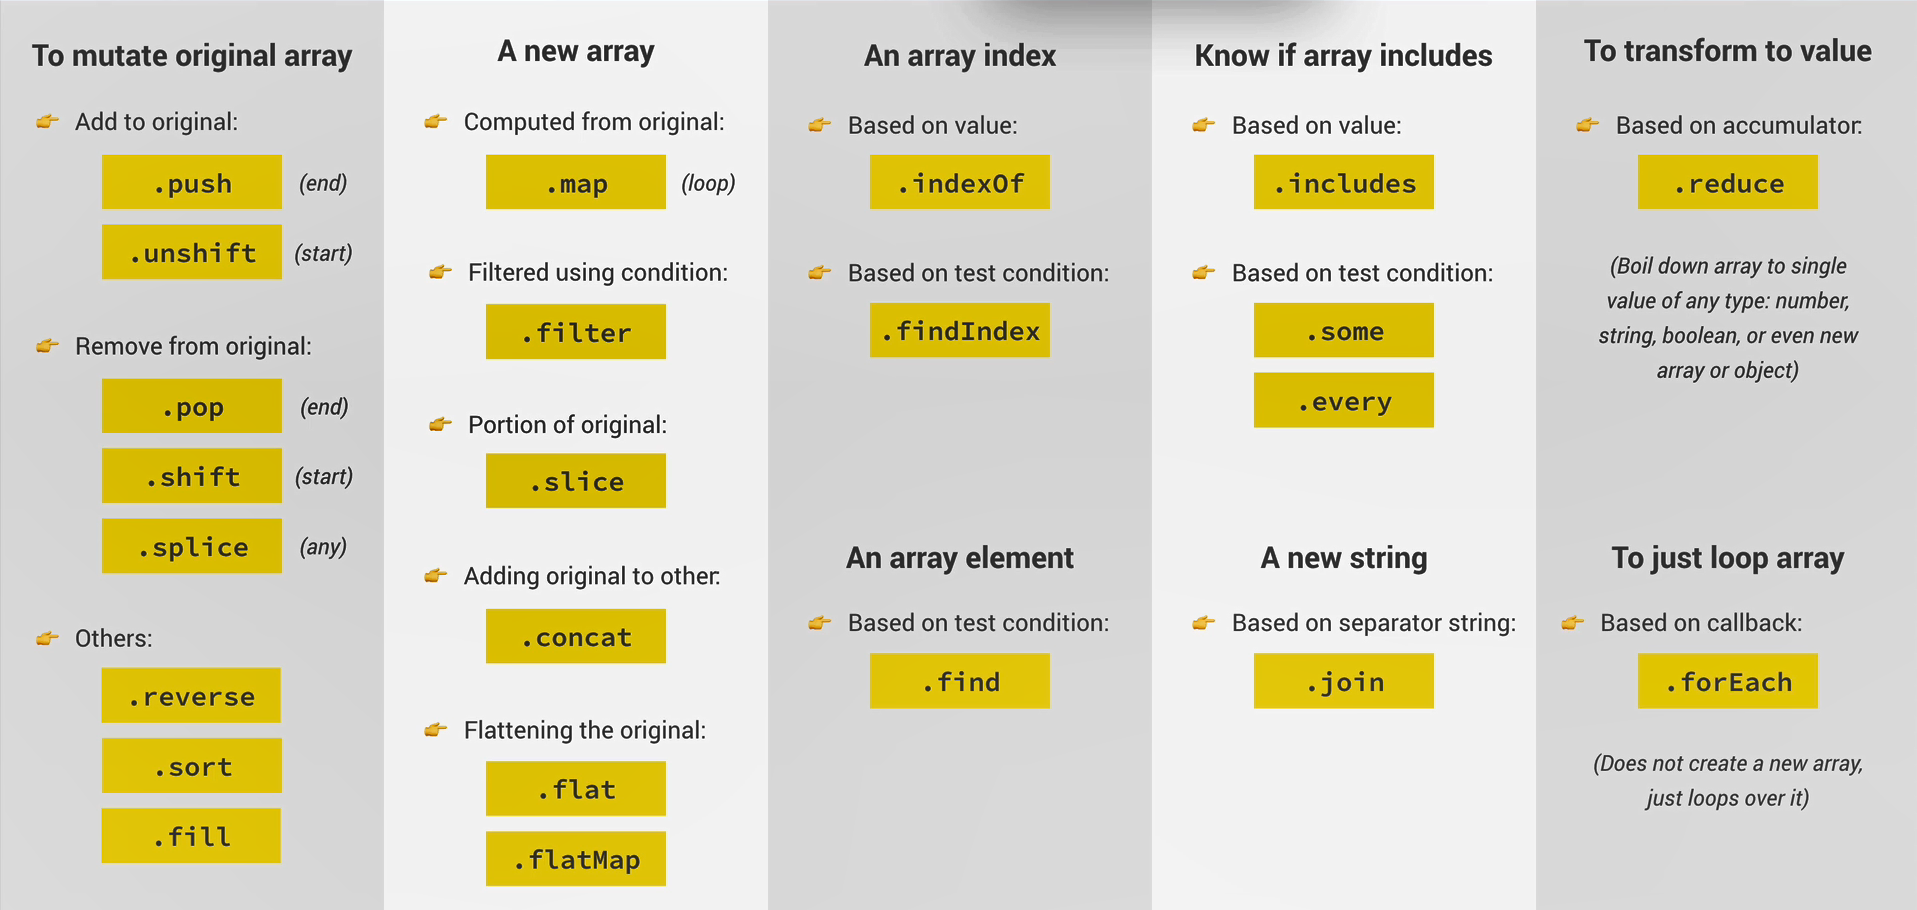 To mutate original array
Add to original:
.push (end)
.unshift (start)
Remove from original:
.pop (end)
.shift (start)
.splice (any)
Others:
.reverse
.sort
.fill
A new array
Computed from original:
.map (loop)
Filtered using condition:
.filter
Portion of original:
.slice
Adding original to other:
.concat
Flattening the original:
.flat
.flatMap
An array index
Based on value:
.indexOf
Based on test condition:
.findIndex
An array element
Based on test condition:
.find
Know if array includes
Based on value:
.includes
Based on test condition:
.some
.every
A new string
Based on separator string:
.join
To transform to value
Based on accumulator:
.reduce
(Boil down array to single
value of any type: number,
string, boolean, or even new
array or object)
To just loop array
Based on callback:
.forEach
(Does not create a new array,
just loops over it)